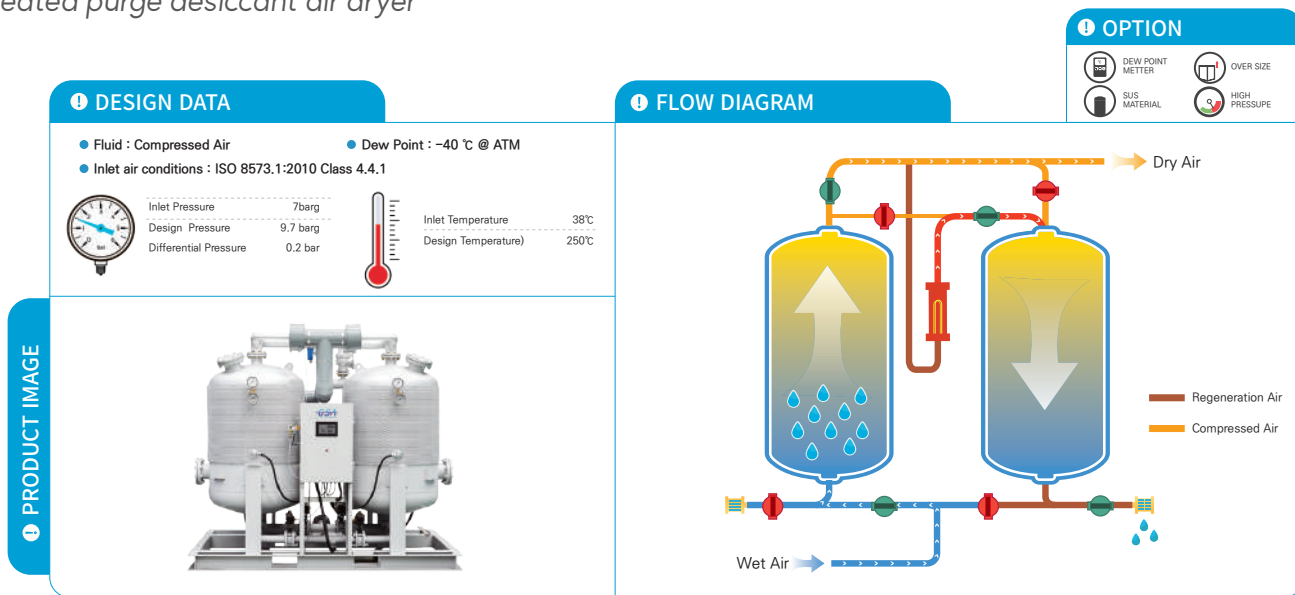 eated purge desiccant air dryer
OPTION
DEW POINT
METTER
OVER SIZE
SUS
MATERIAL
HIGH
PRESSUPE
DESIGN DATA
Fluid : Compressed Air
Dew Point : -40 ℃ @ ATM
Inlet air conditions : ISO 8573.1:2010 Class 4.4.1
Inlet Pressure 7barg
Design Pressure 9.7 barg
Differential Pressure 0.2 bar
Inlet Temperature 38℃
Design Temperature) 250℃
PRODUCT IMAGE
GSA
FLOW DIAGRAM
Dry Air
Regeneration Air
Compressed Air
Wet Air